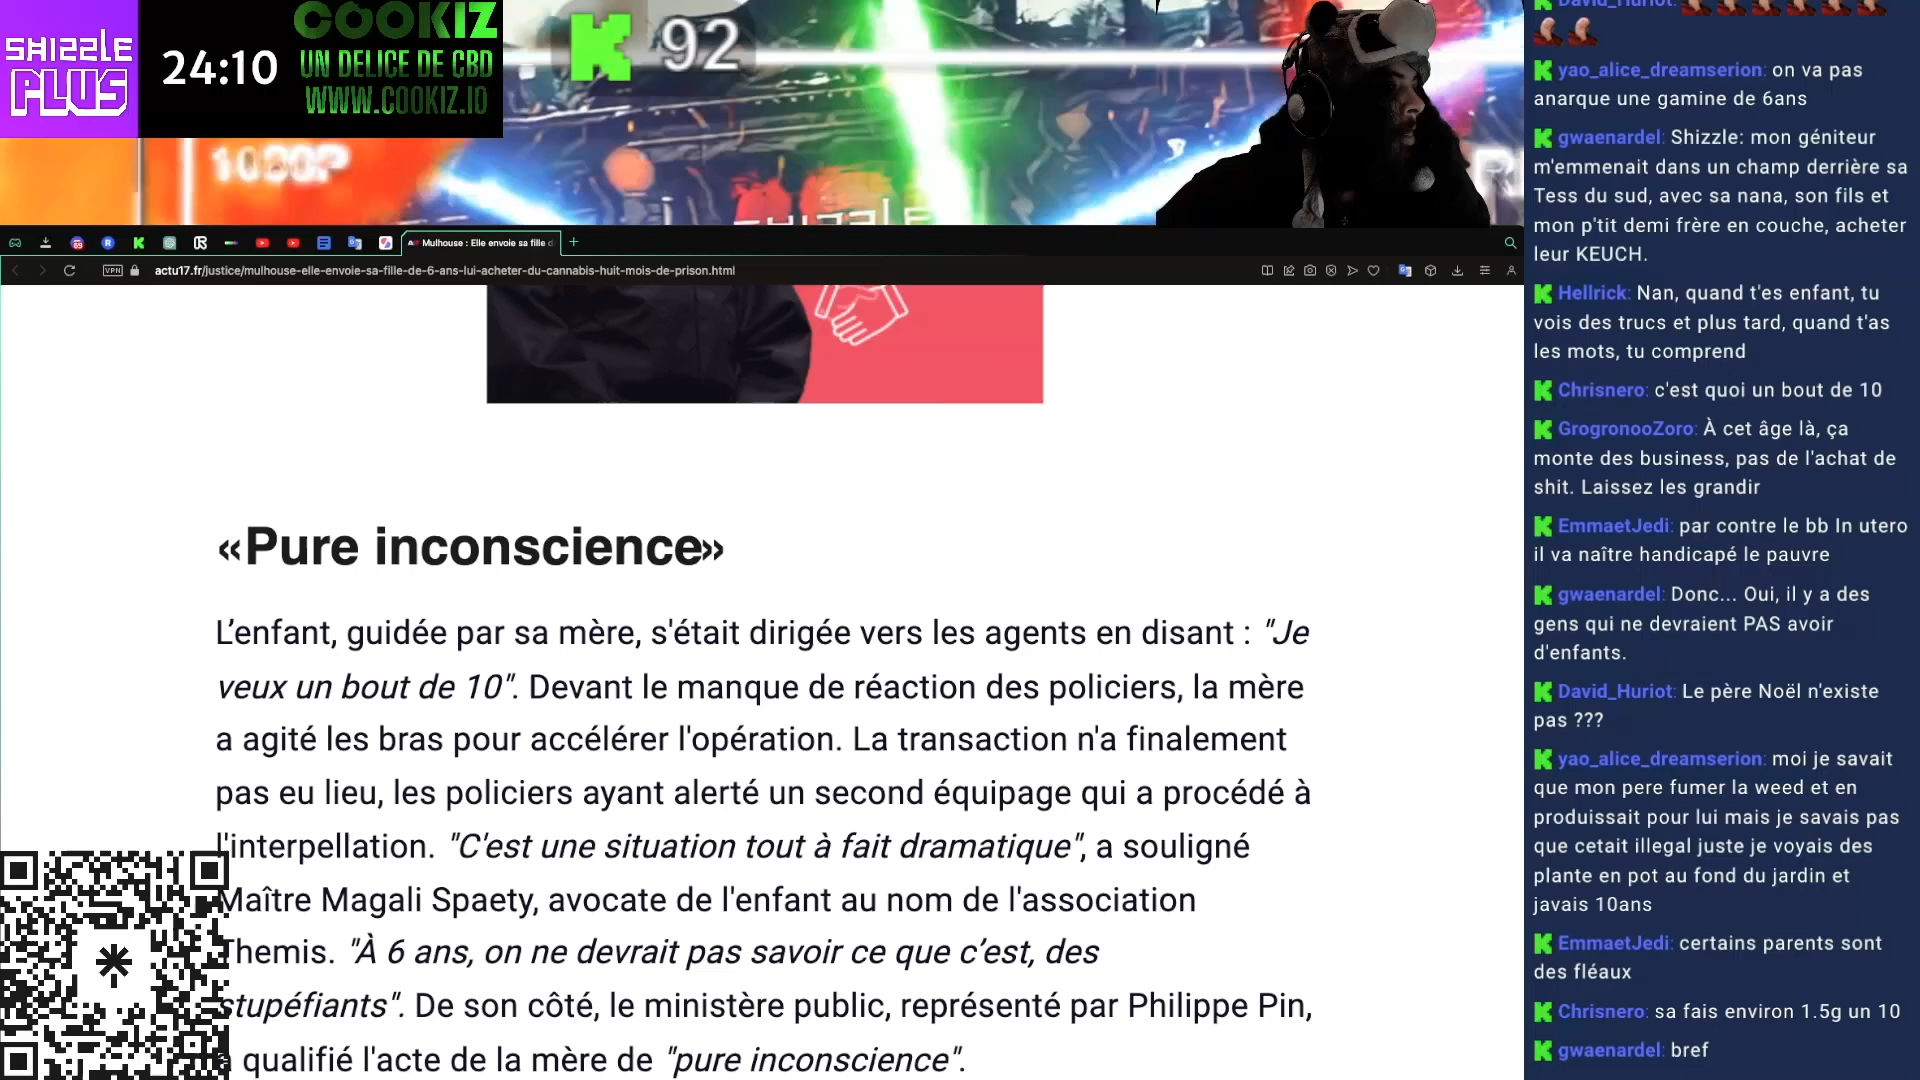 SHIZZLE
PLUS
24:10
COOKIZ
UN DELICE DE CBD
WWW.COOKIZ.IO
92
1080P
SHIZZLE
Mulhouse : Elle envoie sa fille d
VPN
actu17.fr/justice/mulhouse-elle-envoie-sa-fille-de-6-ans-lui-acheter-du-cannabis-huit-mois-de-prison.html
«Pure inconscience»
L’enfant, guidée par sa mère, s'était dirigée vers les agents en disant : "Je
veux un bout de 10". Devant le manque de réaction des policiers, la mère
a agité les bras pour accélérer l'opération. La transaction n'a finalement
pas eu lieu, les policiers ayant alerté un second équipage qui a procédé à
l'interpellation. "C'est une situation tout à fait dramatique", a souligné
Maître Magali Spaety, avocate de l'enfant au nom de l'association
Themis. "À 6 ans, on ne devrait pas savoir ce que c’est, des
stupéfiants". De son côté, le ministère public, représenté par Philippe Pin,
a qualifié l'acte de la mère de "pure inconscience".
David_Huriot:
yao_alice_dreamserion: on va pas
anarque une gamine de 6ans
gwaenardel: Shizzle: mon géniteur
m'emmenait dans un champ derrière sa
Tess du sud, avec sa nana, son fils et
mon p'tit demi frère en couche, acheter
leur KEUCH.
Hellrick: Nan, quand t'es enfant, tu
vois des trucs et plus tard, quand t'as
les mots, tu comprend
Chrisnero: c'est quoi un bout de 10
GrogronooZoro: À cet âge là, ça
monte des business, pas de l'achat de
shit. Laissez les grandir
EmmaetJedi: par contre le bb In utero
il va naître handicapé le pauvre
gwaenardel: Donc... Oui, il y a des
gens qui ne devraient PAS avoir
d'enfants.
David_Huriot: Le père Noël n'existe
pas ???
yao_alice_dreamserion: moi je savait
que mon pere fumer la weed et en
produissait pour lui mais je savais pas
que cetait illegal juste je voyais des
plante en pot au fond du jardin et
javais 10ans
EmmaetJedi: certains parents sont
des fléaux
Chrisnero: sa fais environ 1.5g un 10
gwaenardel: bref